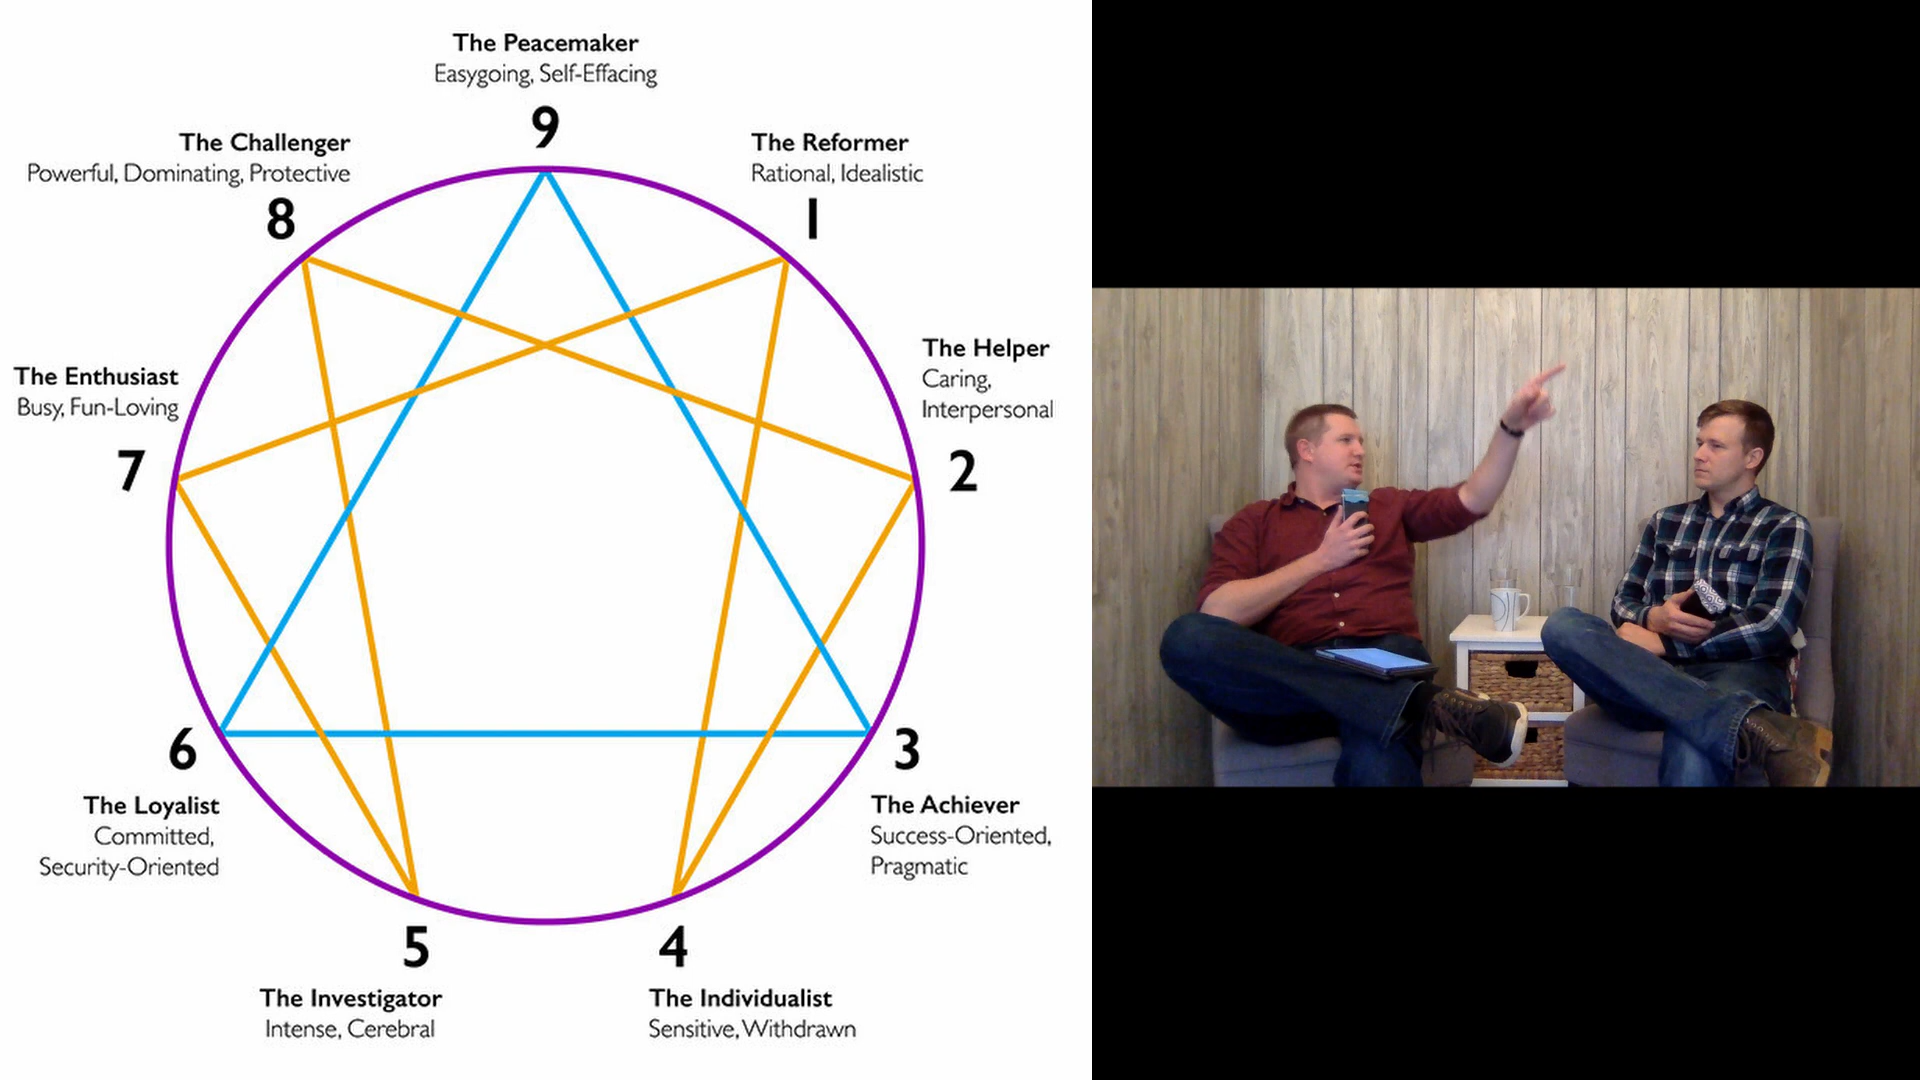 The Peacemaker
Easygoing, Self-Effacing
9
The Challenger
Powerful, Dominating, Protective
8
The Reformer
Rational, Idealistic
1
The Enthusiast
Busy, Fun-Loving
7
The Helper
Caring,
Interpersonal
2
6
The Loyalist
Committed,
Security-Oriented
3
The Achiever
Success-Oriented,
Pragmatic
5
The Investigator
Intense, Cerebral
4
The Individualist
Sensitive, Withdrawn